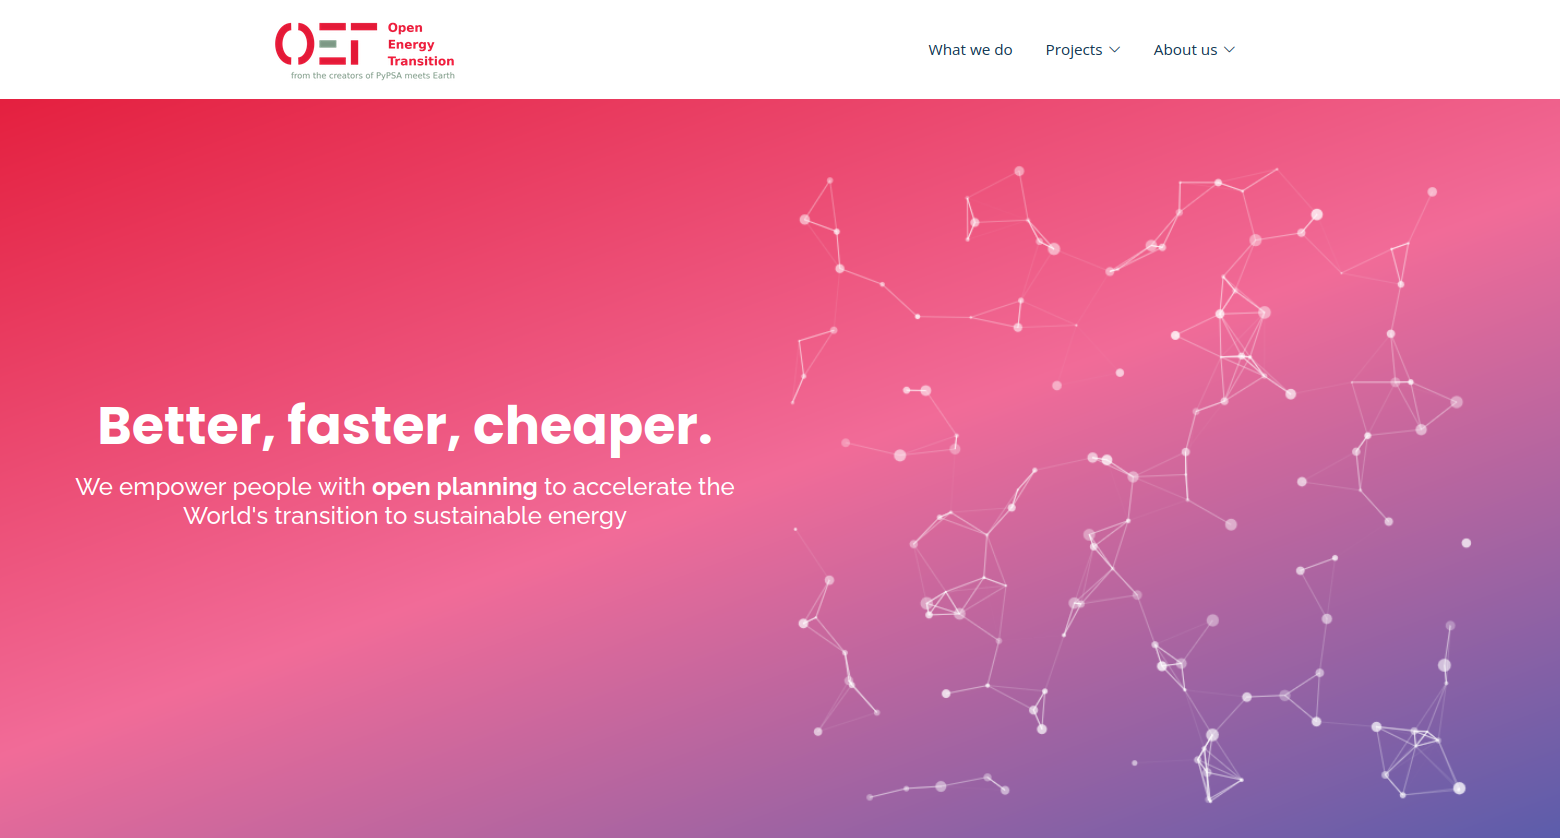 OET
Open
Energy
Transition
from the creators of PyPSA meets Earth
What we do
Projects
About us
Better, faster, cheaper.
We empower people with open planning to accelerate the
World's transition to sustainable energy